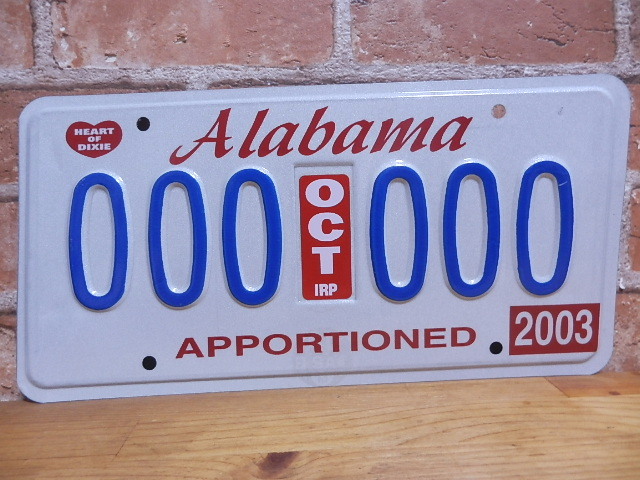 HEART
OF
DIXIE
Alabama
000 000
OCT
IRP
APPORTIONED
2003